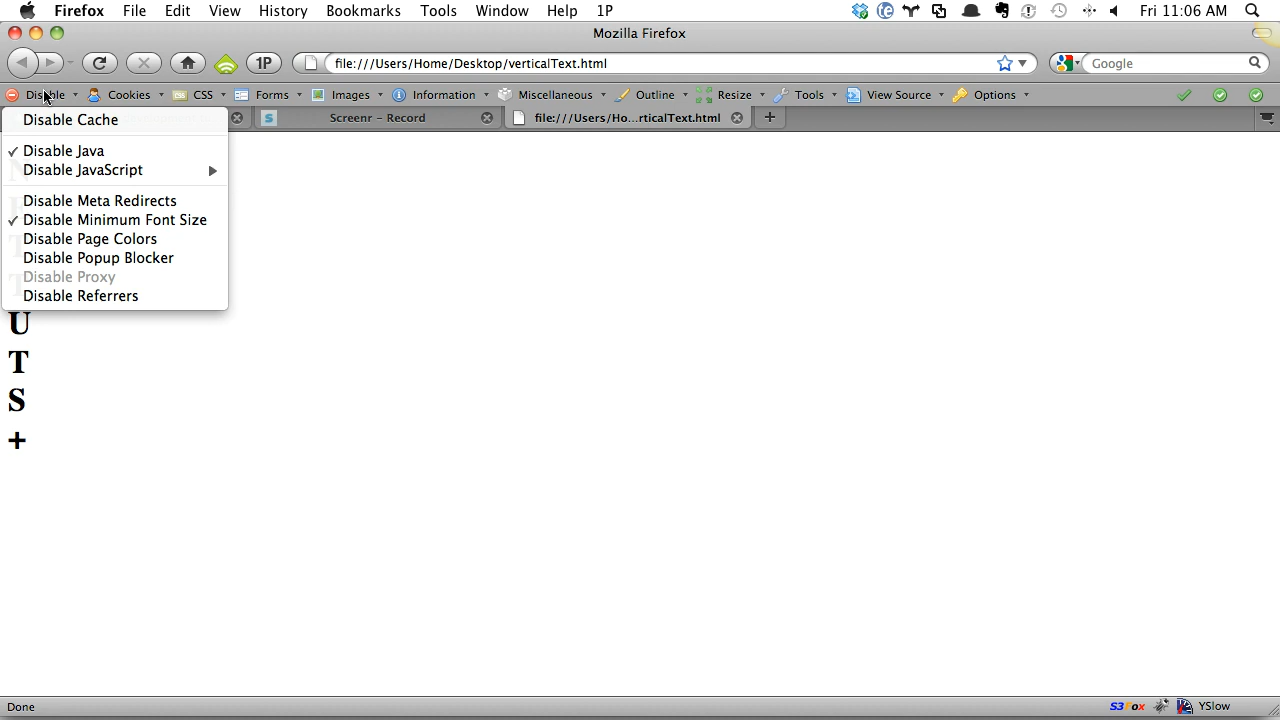 Firefox File Edit View History Bookmarks Tools Window Help 1P Fri 11:06 AM
Mozilla Firefox
1P file:///Users/Home/Desktop/verticalText.html Google
Disable Cookies CSS Forms Images Information Miscellaneous Outline Resize Tools View Source Options
S Screenr - Record file:///Users/Ho...rticalText.html
Disable Cache
Disable Java
Disable JavaScript
Disable Meta Redirects
Disable Minimum Font Size
Disable Page Colors
Disable Popup Blocker
Disable Proxy
Disable Referrers
U
T
S
+
Done S3Fox YSlow